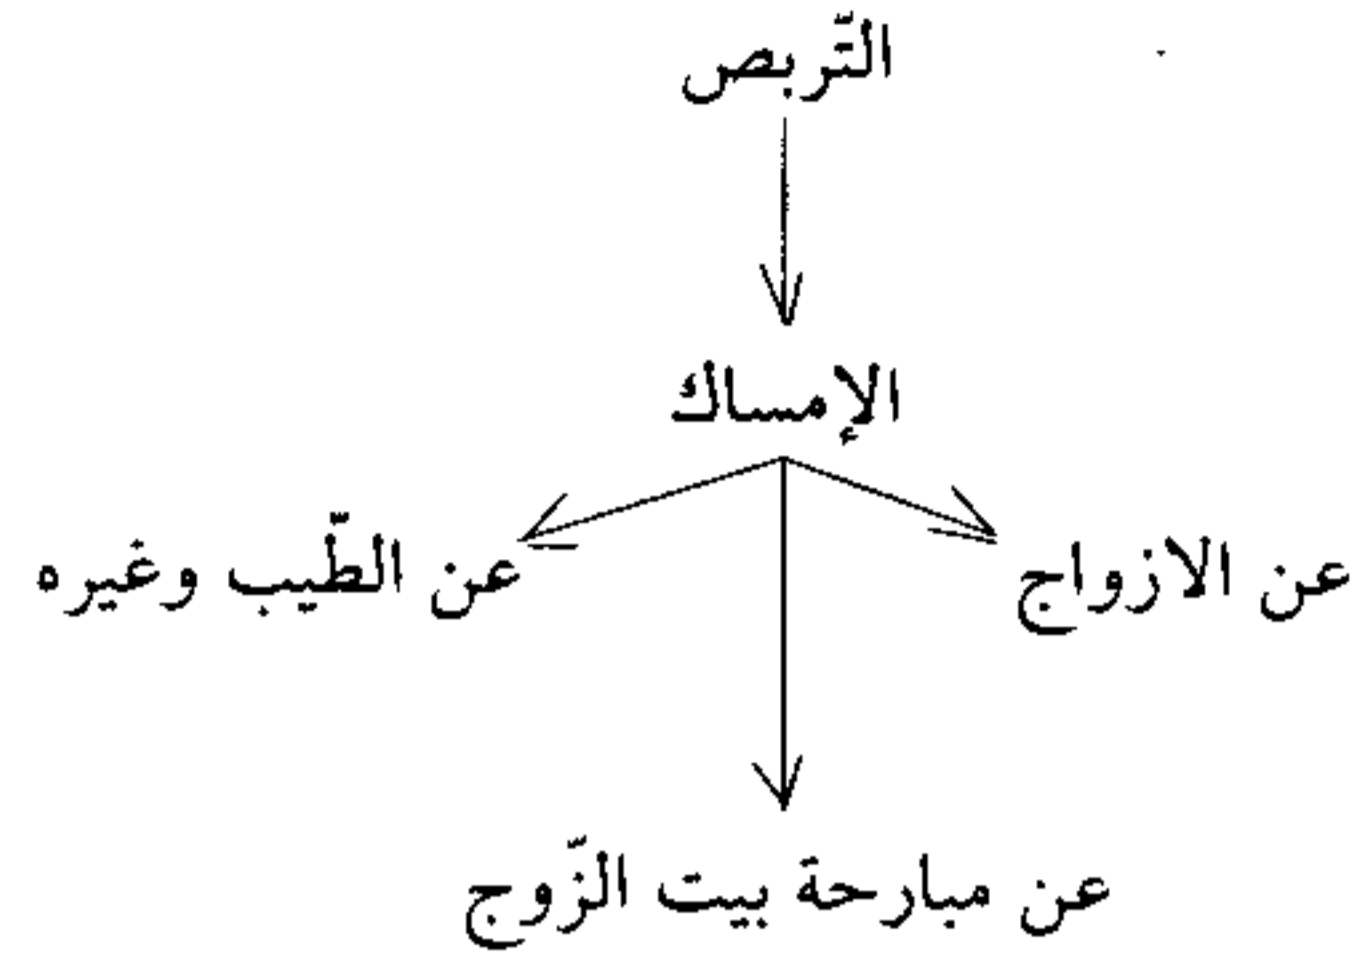 التّربص
الإمساك
عن الازواج
عن الطّيب وغيره
عن مبارحة بيت الزّوج